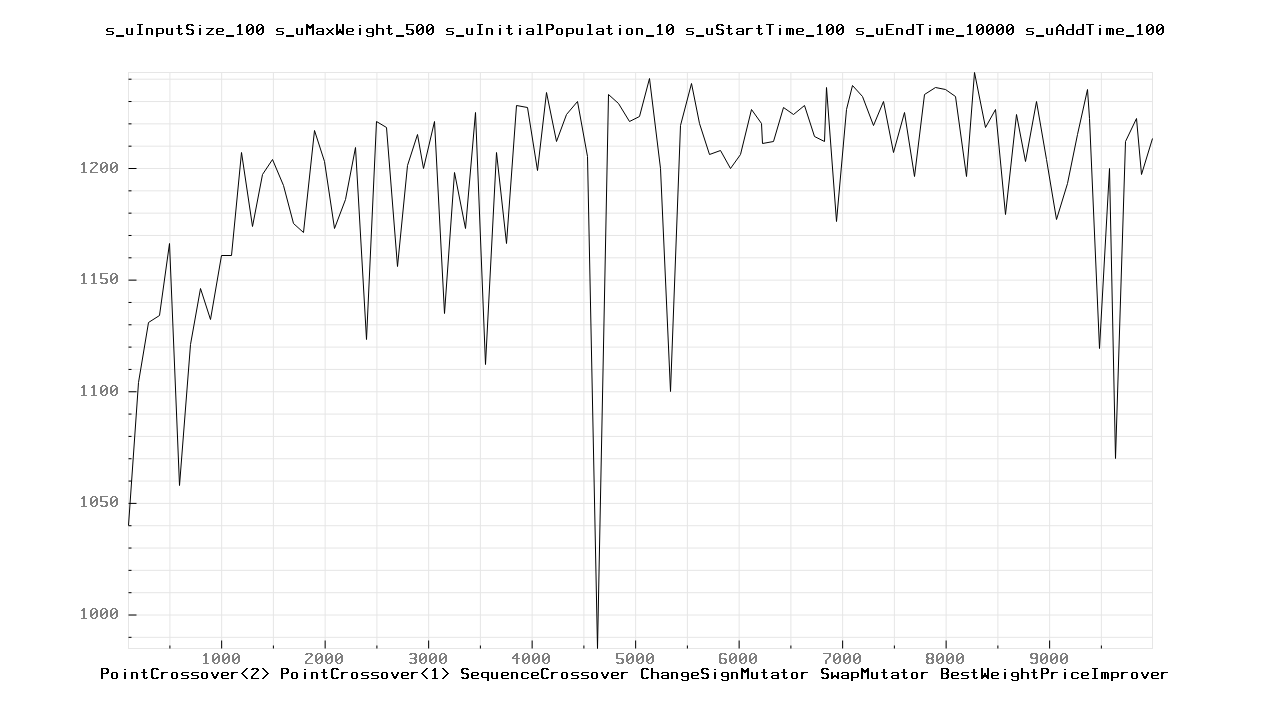 s_uInputSize_100 s_uMaxWeight_500 s_uInitialPopulation_10 s_uStartTime_100 s_uEndTime_10000 s_uAddTime_100
1200
1150
1100
1050
1000
1000 2000 3000 4000 5000 6000 7000 8000 9000
PointCrossover<2> PointCrossover<1> SequenceCrossover ChangeSignMutator SwapMutator BestWeightPriceImprover